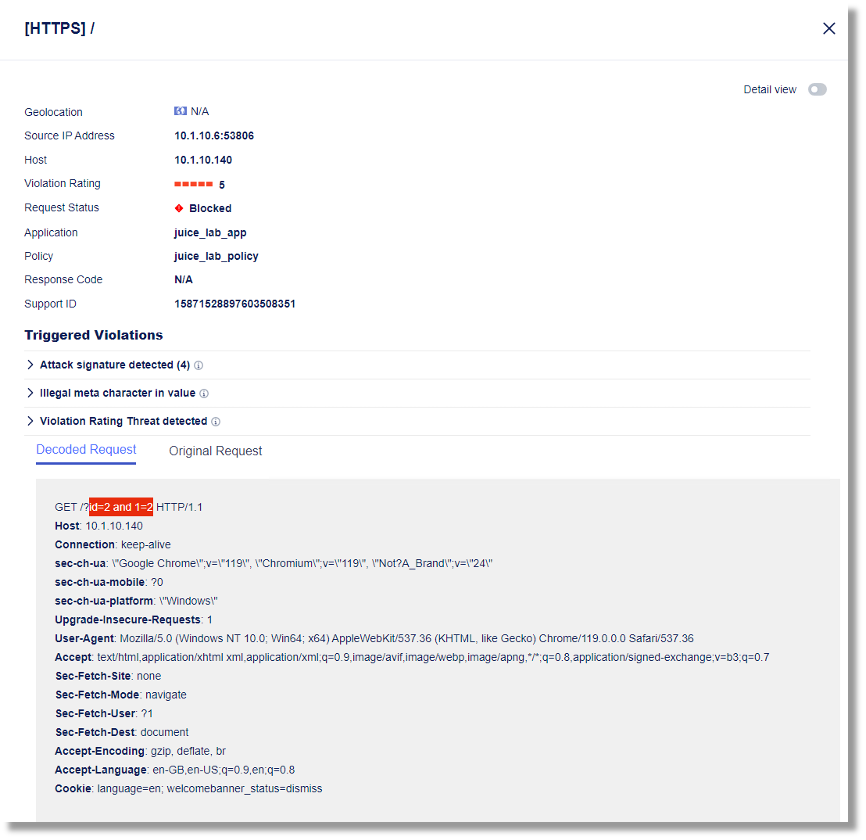 [HTTPS] /
Detail view
Geolocation N/A
Source IP Address 10.1.10.6:53806
Host 10.1.10.140
Violation Rating 5
Request Status Blocked
Application juice_lab_app
Policy juice_lab_policy
Response Code N/A
Support ID 15871528897603508351
Triggered Violations
Attack signature detected (4)
Illegal meta character in value
Violation Rating Threat detected
Decoded Request Original Request
GET /?id=2 and 1=2 HTTP/1.1
Host: 10.1.10.140
Connection: keep-alive
sec-ch-ua: \"Google Chrome\";v=\"119\", \"Chromium\";v=\"119\", \"Not?A_Brand\";v=\"24\"
sec-ch-ua-mobile: ?0
sec-ch-ua-platform: \"Windows\"
Upgrade-Insecure-Requests: 1
User-Agent: Mozilla/5.0 (Windows NT 10.0; Win64; x64) AppleWebKit/537.36 (KHTML, like Gecko) Chrome/119.0.0.0 Safari/537.36
Accept: text/html,application/xhtml xml,application/xml;q=0.9,image/avif,image/webp,image/apng,*/*;q=0.8,application/signed-exchange;v=b3;q=0.7
Sec-Fetch-Site: none
Sec-Fetch-Mode: navigate
Sec-Fetch-User: ?1
Sec-Fetch-Dest: document
Accept-Encoding: gzip, deflate, br
Accept-Language: en-GB,en-US;q=0.9,en;q=0.8
Cookie: language=en; welcomebanner_status=dismiss